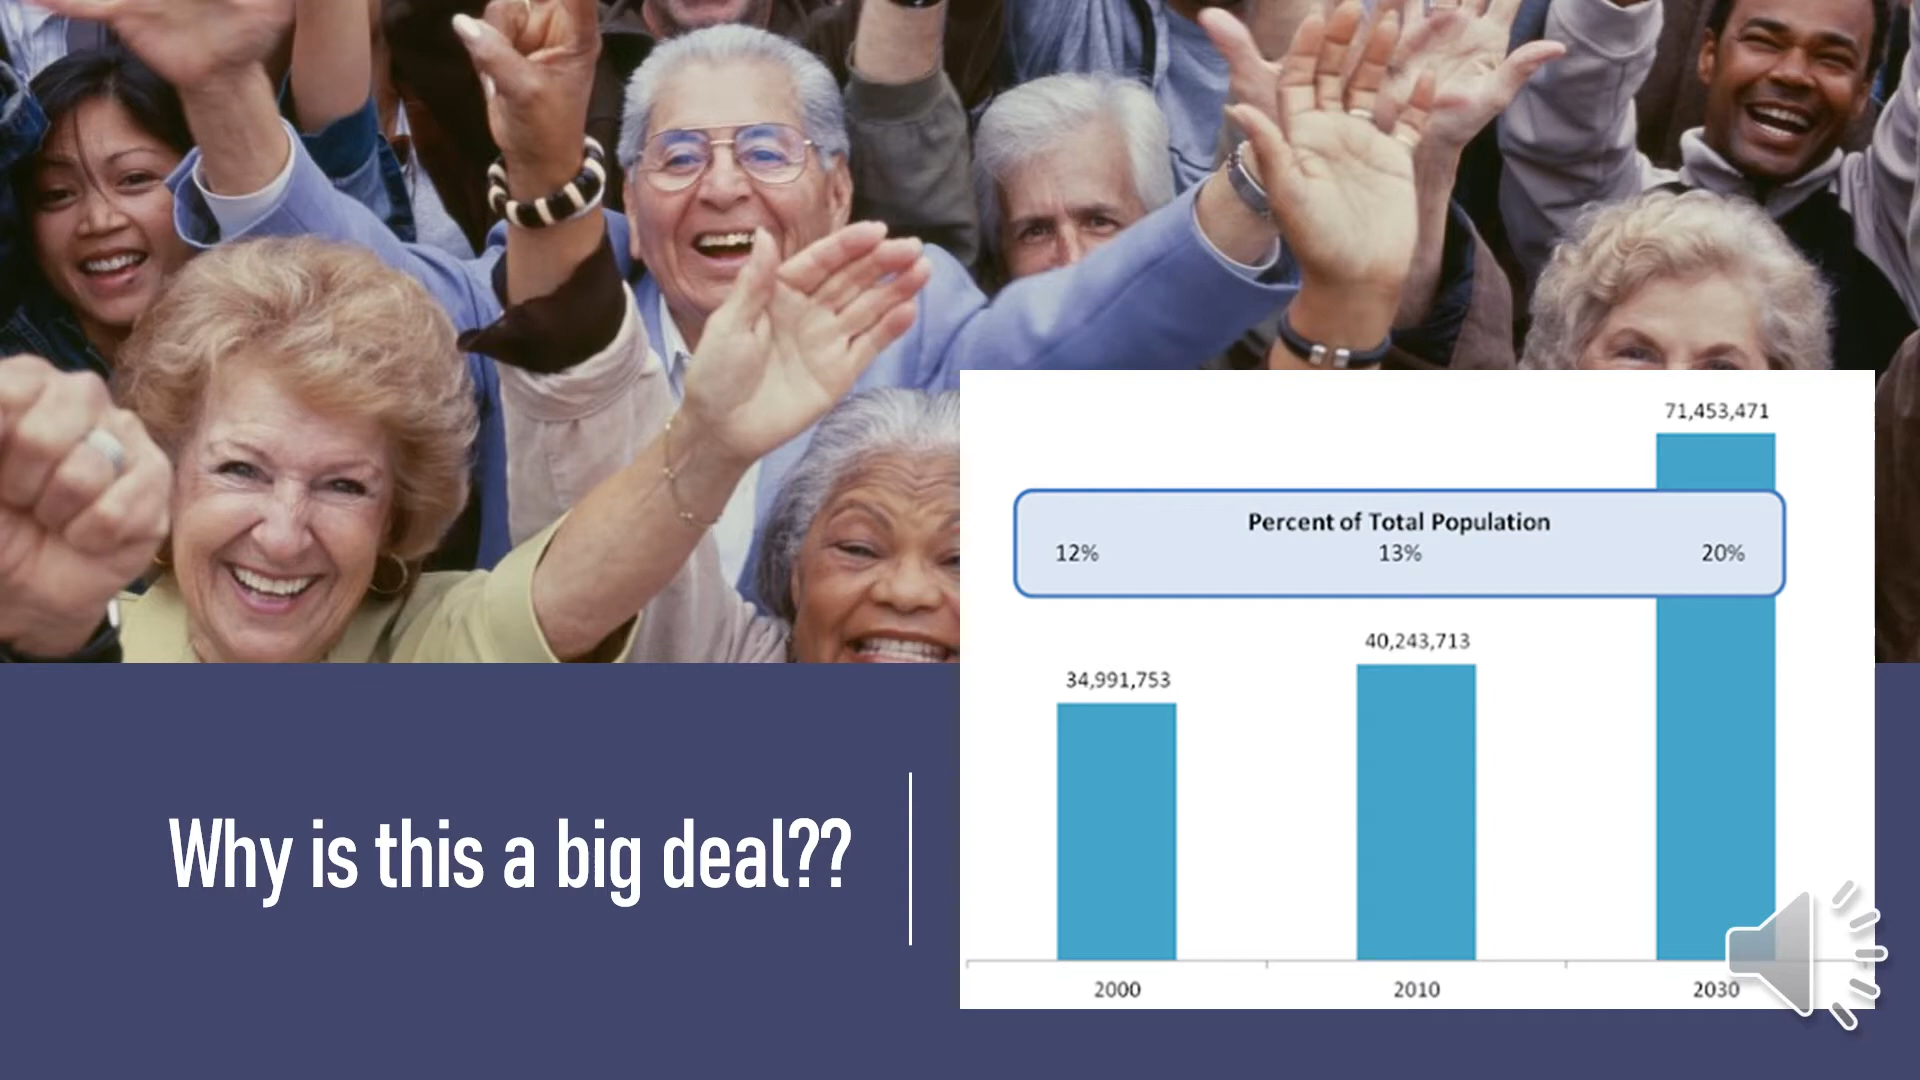 71,453,471
Percent of Total Population
12% 13% 20%
40,243,713
34,991,753
2000 2010 2030
Why is this a big deal??